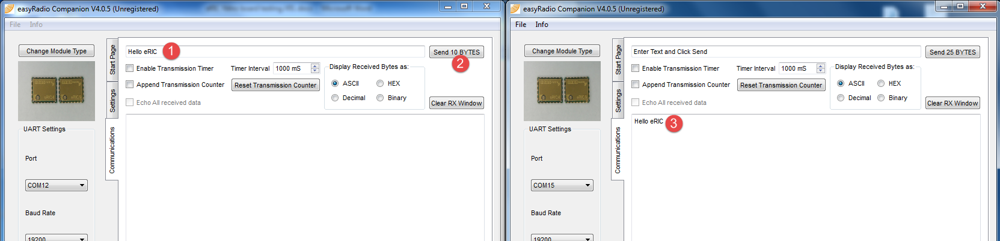 easyRadio Companion V4.0.5 (Unregistered)
File Info
Change Module Type
Start Page
Settings
Communications
Hello eRIC 1
Send 10 BYTES
2
Enable Transmission Timer
Timer Interval 1000 mS
Append Transmission Counter
Reset Transmission Counter
Echo All received data
Display Received Bytes as:
ASCII HEX
Decimal Binary
Clear RX Window
UART Settings
Port
COM12
Baud Rate
19200
easyRadio Companion V4.0.5 (Unregistered)
File Info
Change Module Type
Start Page
Settings
Communications
Enter Text and Click Send
Send 25 BYTES
Enable Transmission Timer
Timer Interval 1000 mS
Append Transmission Counter
Reset Transmission Counter
Echo All received data
Display Received Bytes as:
ASCII HEX
Decimal Binary
Clear RX Window
Hello eRIC 3
UART Settings
Port
COM15
Baud Rate
19200